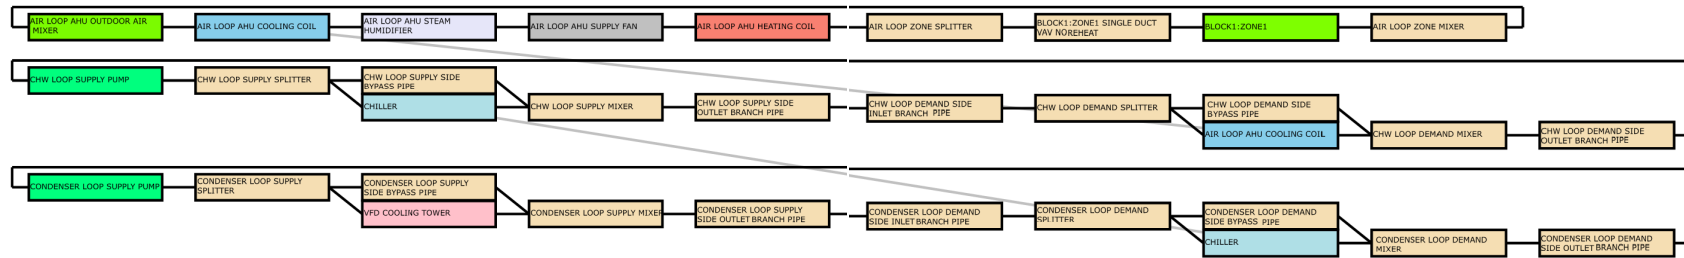 AIR LOOP AHU OUTDOOR AIR
MIXER
AIR LOOP AHU COOLING COIL
AIR LOOP AHU STEAM
HUMIDIFIER
AIR LOOP AHU SUPPLY FAN
AIR LOOP AHU HEATING COIL
AIR LOOP ZONE SPLITTER
BLOCK1:ZONE1 SINGLE DUCT
VAV NOREHEAT
BLOCK1:ZONE1
AIR LOOP ZONE MIXER
CHW LOOP SUPPLY PUMP
CHW LOOP SUPPLY SPLITTER
CHW LOOP SUPPLY SIDE
BYPASS PIPE
CHILLER
CHW LOOP SUPPLY MIXER
CHW LOOP SUPPLY SIDE
OUTLET BRANCH PIPE
CHW LOOP DEMAND SIDE
INLET BRANCH PIPE
CHW LOOP DEMAND SPLITTER
CHW LOOP DEMAND SIDE
BYPASS PIPE
AIR LOOP AHU COOLING COIL
CHW LOOP DEMAND MIXER
CHW LOOP DEMAND SIDE
OUTLET BRANCH PIPE
CONDENSER LOOP SUPPLY PUMP
CONDENSER LOOP SUPPLY
SPLITTER
CONDENSER LOOP SUPPLY
SIDE BYPASS PIPE
VFD COOLING TOWER
CONDENSER LOOP SUPPLY MIXER
CONDENSER LOOP SUPPLY
SIDE OUTLET BRANCH PIPE
CONDENSER LOOP DEMAND
SIDE INLET BRANCH PIPE
CONDENSER LOOP DEMAND
SPLITTER
CONDENSER LOOP DEMAND
SIDE BYPASS PIPE
CHILLER
CONDENSER LOOP DEMAND
MIXER
CONDENSER LOOP DEMAND
SIDE OUTLET BRANCH PIPE